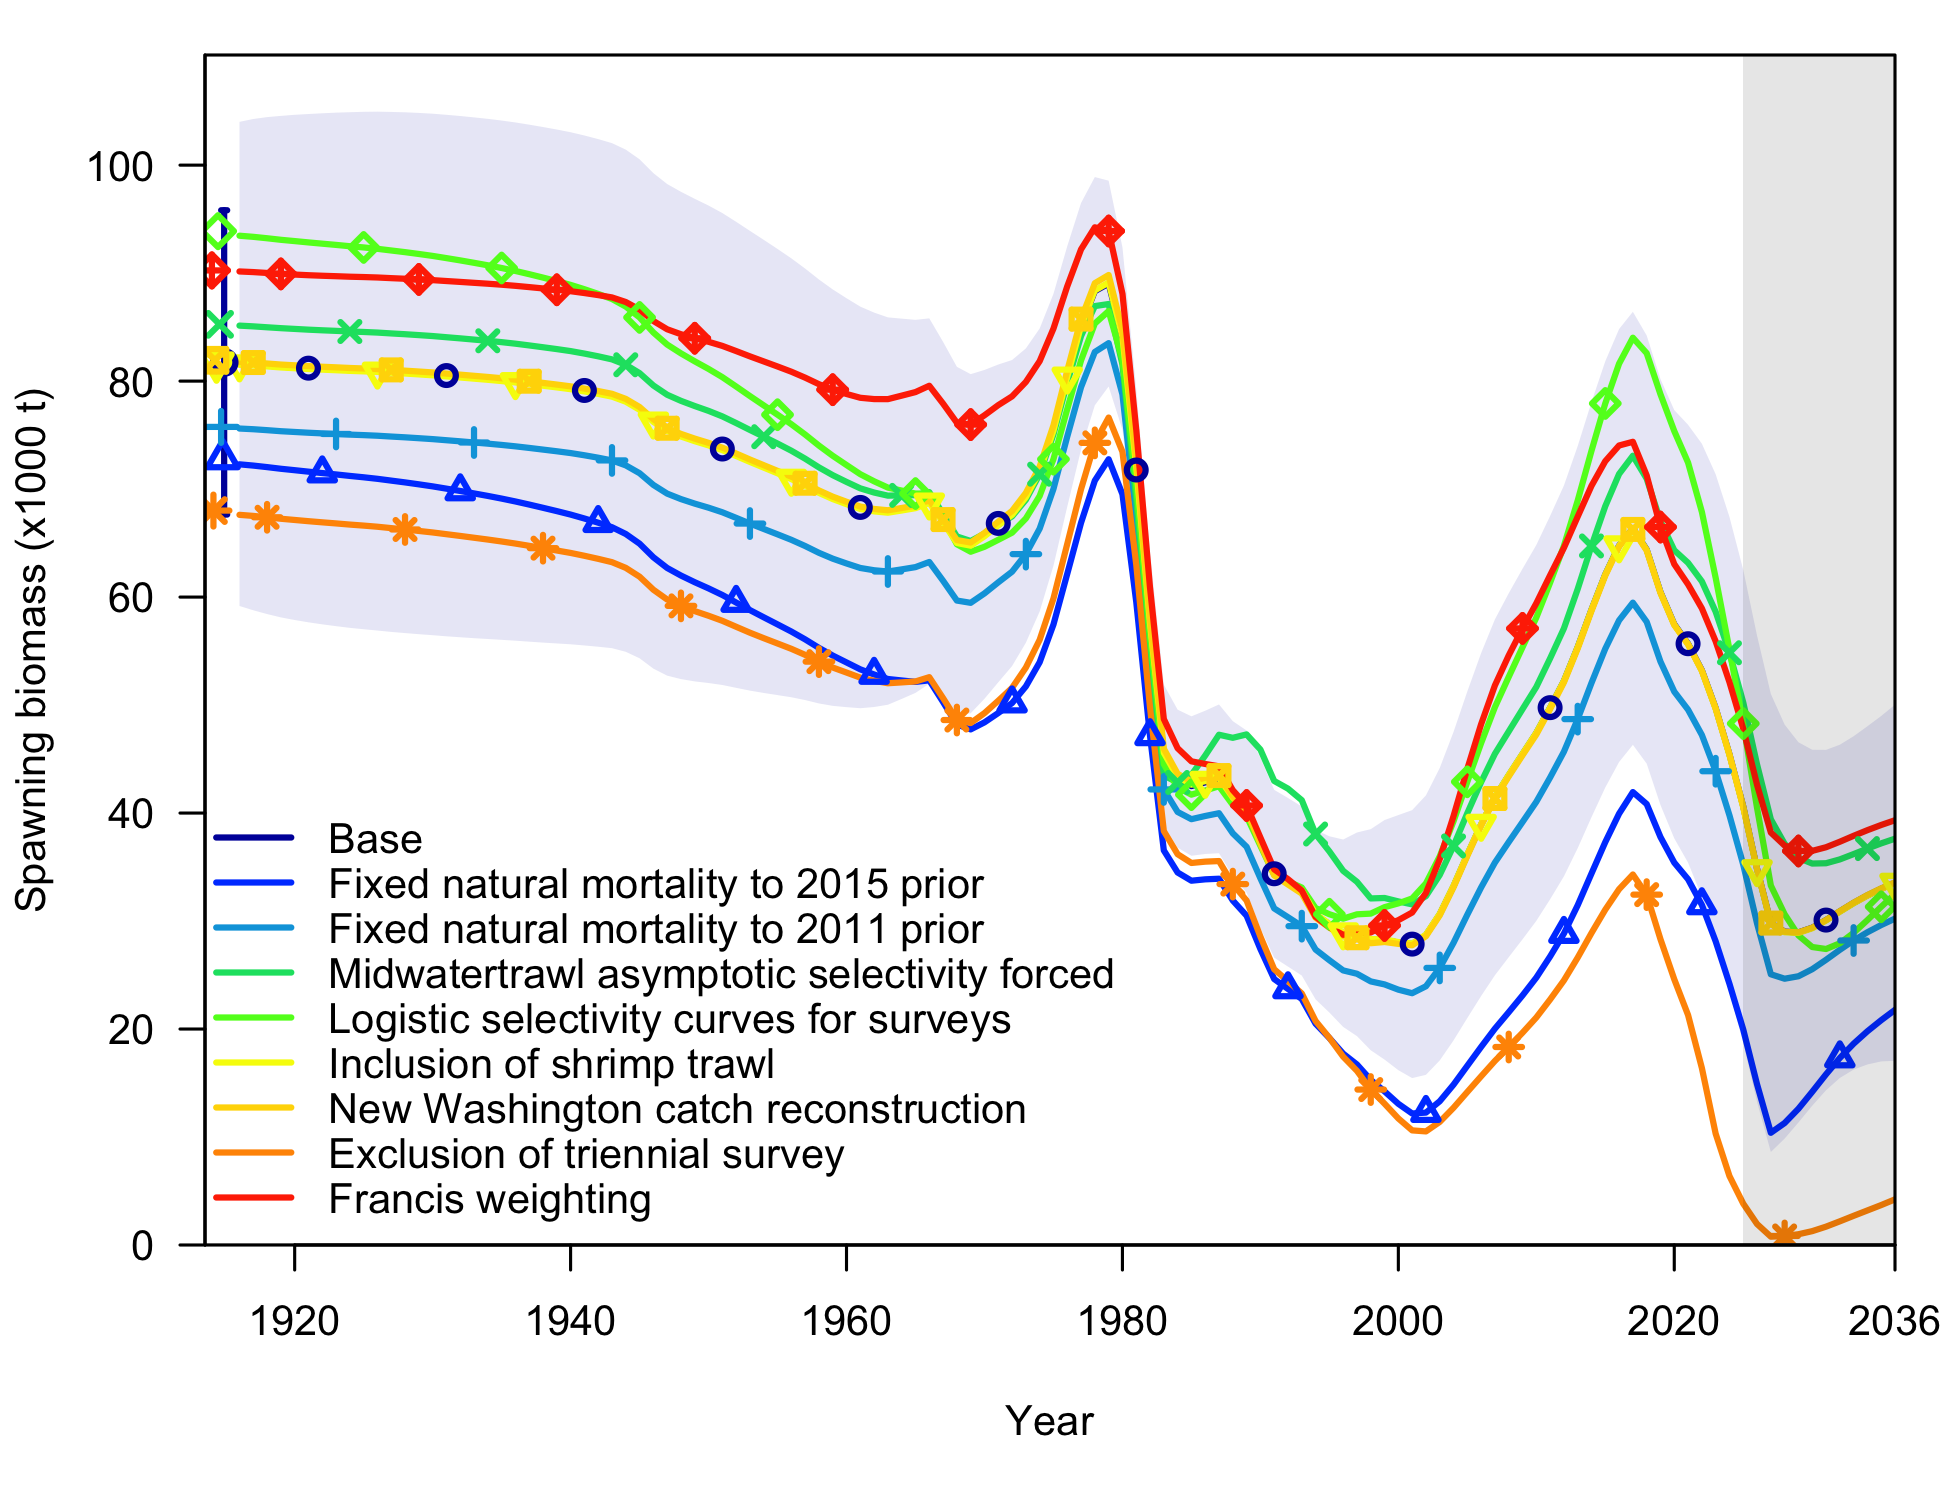 Spawning biomass (x1000 t)
100
80
60
40
20
0
Base
Fixed natural mortality to 2015 prior
Fixed natural mortality to 2011 prior
Midwatertrawl asymptotic selectivity forced
Logistic selectivity curves for surveys
Inclusion of shrimp trawl
New Washington catch reconstruction
Exclusion of triennial survey
Francis weighting
1920 1940 1960 1980 2000 2020 2036
Year